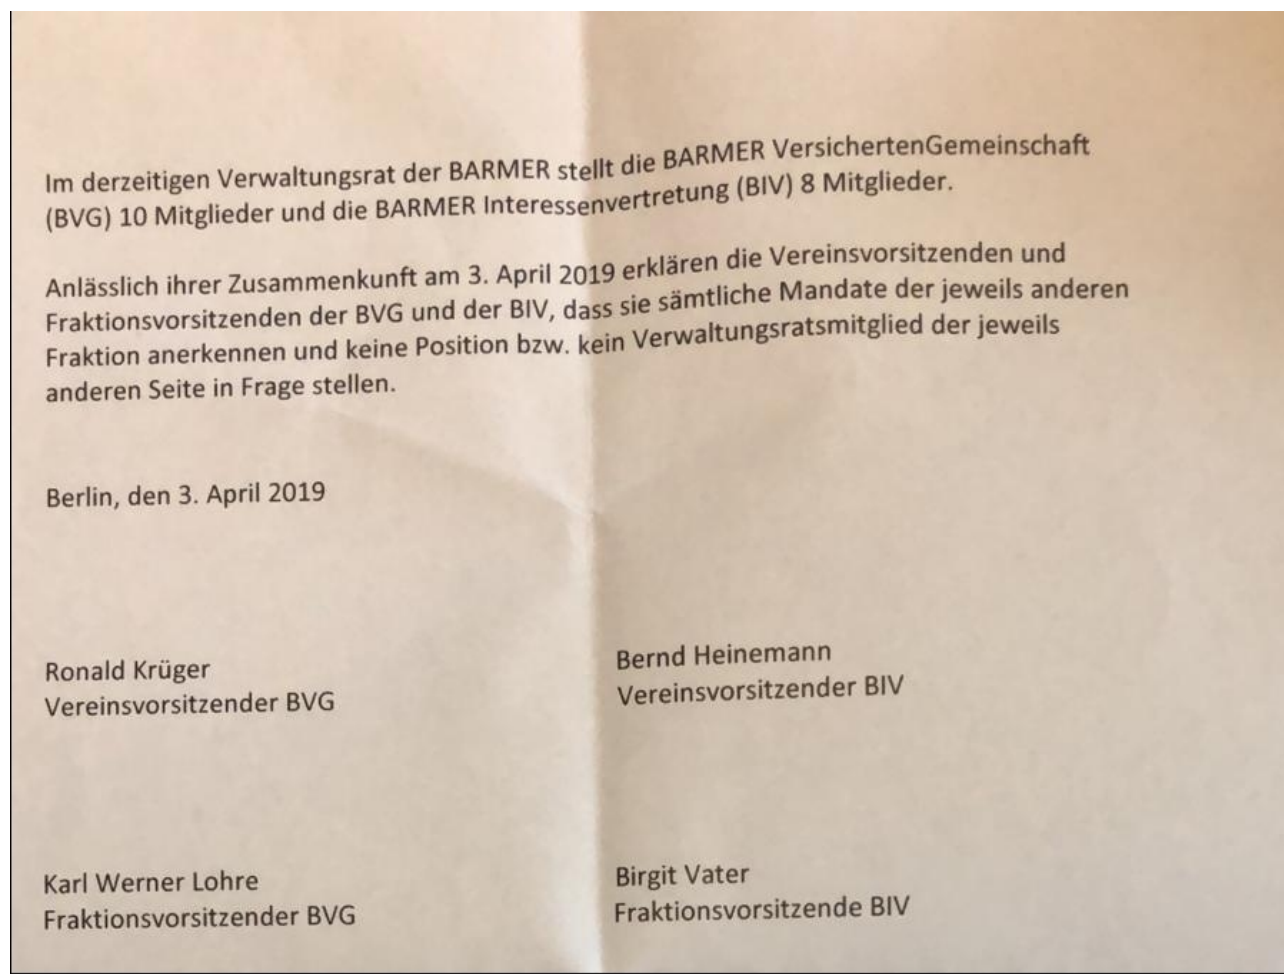 Im derzeitigen Verwaltungsrat der BARMER stellt die BARMER VersichertenGemeinschaft
(BVG) 10 Mitglieder und die BARMER Interessenvertretung (BIV) 8 Mitglieder.
Anlässlich ihrer Zusammenkunft am 3. April 2019 erklären die Vereinsvorsitzenden und
Fraktionsvorsitzenden der BVG und der BIV, dass sie sämtliche Mandate der jeweils anderen
Fraktion anerkennen und keine Position bzw. kein Verwaltungsratsmitglied der jeweils
anderen Seite in Frage stellen.
Berlin, den 3. April 2019
Ronald Krüger
Vereinsvorsitzender BVG
Bernd Heinemann
Vereinsvorsitzender BIV
Karl Werner Lohre
Fraktionsvorsitzender BVG
Birgit Vater
Fraktionsvorsitzende BIV